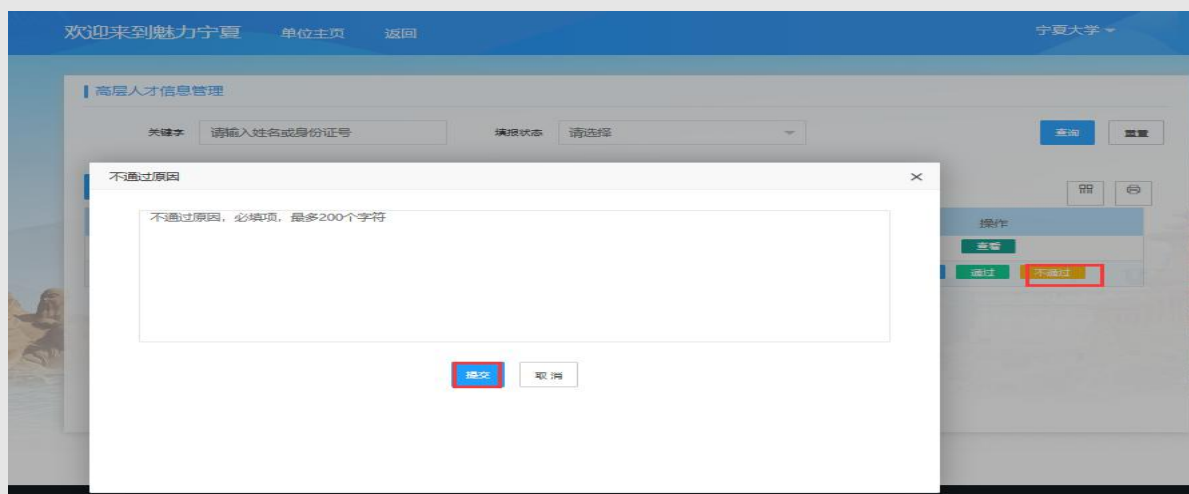 欢迎来到魅力宁夏 单位主页 返回 宁夏大学
高层人才信息管理
关键字 请输入姓名或身份证号 填报状态 请选择 查询 重置
不通过原因 ×
不通过原因，必填项，最多200个字符
操作
查看
通过 不通过
提交 取消